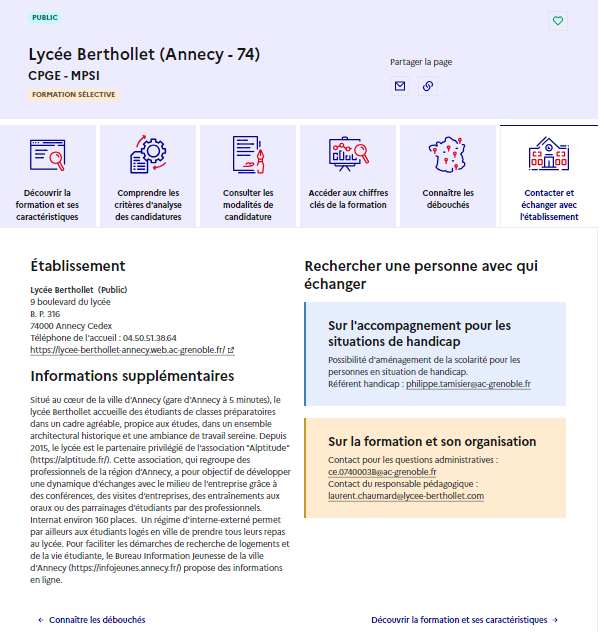 PUBLIC
Lycée Berthollet (Annecy - 74)
CPGE - MPSI
FORMATION SÉLECTIVE
Partager la page
Découvrir la
formation et ses
caractéristiques
Comprendre les
critères d'analyse
des candidatures
Consulter les
modalités de
candidature
Accéder aux chiffres
clés de la formation
Connaître les
débouchés
Contacter et
échanger avec
l'établissement
Établissement
Lycée Berthollet (Public)
9 boulevard du lycée
B. P. 316
74000 Annecy Cedex
Téléphone de l'accueil : 04.50.51.38.64
https://lycee-berthollet-annecy.web.ac-grenoble.fr/
Informations supplémentaires
Situé au cœur de la ville d'Annecy (gare d'Annecy à 5 minutes), le
lycée Berthollet accueille des étudiants de classes préparatoires
dans un cadre agréable, propice aux études, dans un ensemble
architectural historique et une ambiance de travail sereine. Depuis
2015, le lycée est le partenaire privilégié de l'association "Alptitude"
(https://alptitude.fr/). Cette association, qui regroupe des
professionnels de la région d'Annecy, a pour objectif de développer
une dynamique d'échanges avec le milieu de l'entreprise grâce à
des conférences, des visites d'entreprises, des entraînements aux
oraux ou des parrainages d'étudiants par des professionnels.
Internat environ 160 places. Un régime d'interne-externé permet
par ailleurs aux étudiants logés en ville de prendre tous leurs repas
au lycée. Pour faciliter les démarches de recherche de logements et
de la vie étudiante, le Bureau Information Jeunesse de la ville
d'Annecy (https://infojeunes.annecy.fr/) propose des informations
en ligne.
Rechercher une personne avec qui
échanger
Sur l'accompagnement pour les
situations de handicap
Possibilité d'aménagement de la scolarité pour les
personnes en situation de handicap.
Référent handicap : philippe.tamisier@ac-grenoble.fr
Sur la formation et son organisation
Contact pour les questions administratives :
ce.0740003B@ac-grenoble.fr
Contact du responsable pédagogique :
laurent.chaumard@lycee-berthollet.com
Connaître les débouchés
Découvrir la formation et ses caractéristiques